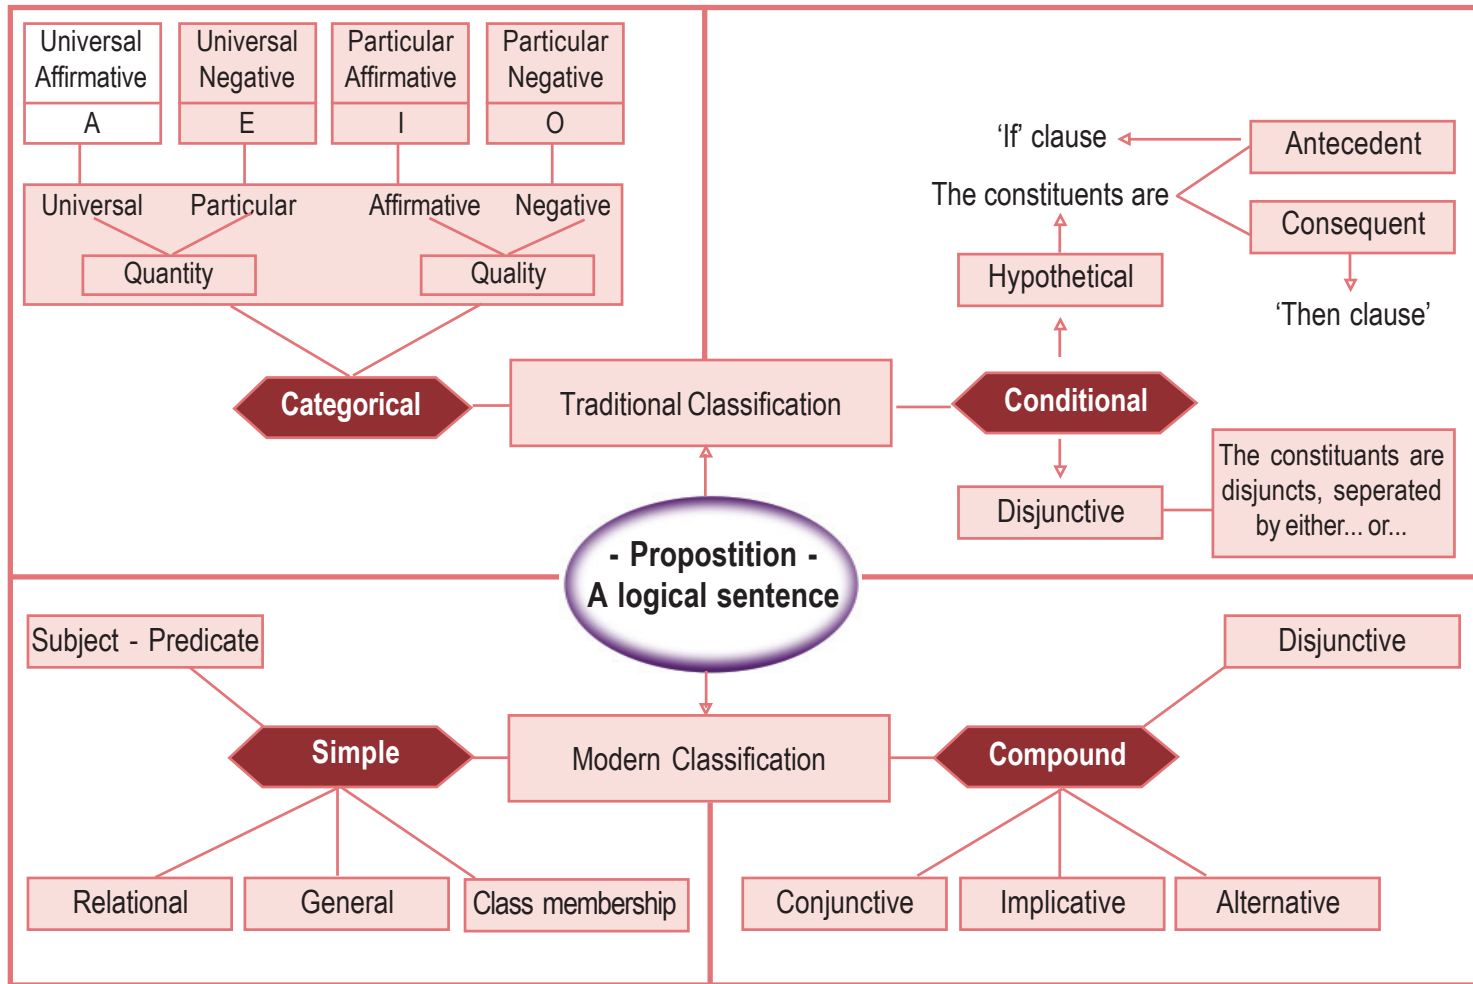 Universal
Affirmative
A
Universal
Negative
E
Particular
Affirmative
I
Particular
Negative
O
Universal
Particular
Affirmative
Negative
Quantity
Quality
Categorical
Traditional Classification
Conditional
Hypothetical
The constituents are
'If' clause
Antecedent
Consequent
'Then clause'
Disjunctive
The constituants are
disjuncts, seperated
by either... or...
- Propostition -
A logical sentence
Subject - Predicate
Simple
Modern Classification
Compound
Disjunctive
Relational
General
Class membership
Conjunctive
Implicative
Alternative